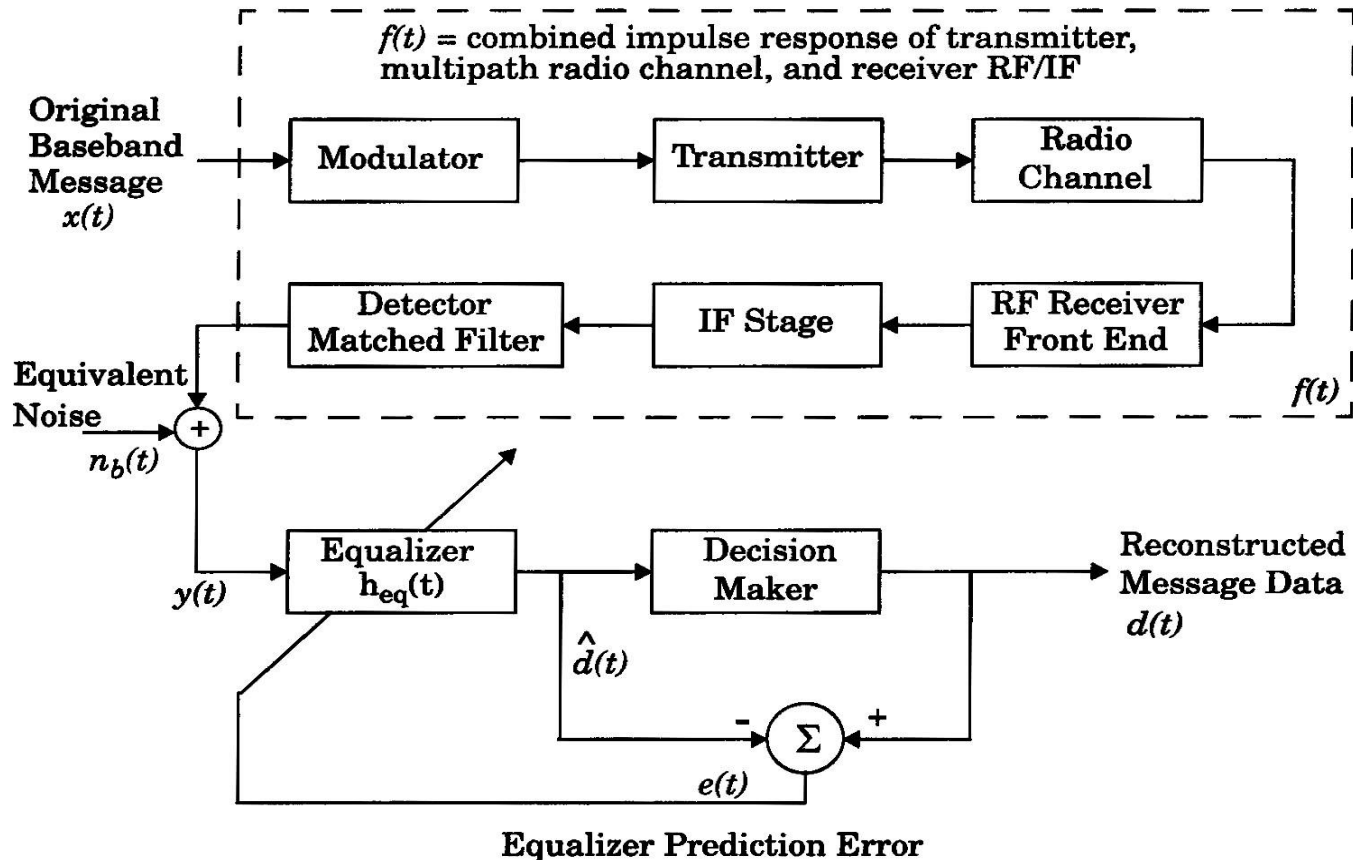 f(t) = combined impulse response of transmitter,
multipath radio channel, and receiver RF/IF
Original
Baseband
Message
x(t)
Modulator
Transmitter
Radio
Channel
Detector
Matched Filter
IF Stage
RF Receiver
Front End
f(t)
Equivalent
Noise
n_b(t)
+
y(t)
Equalizer
h_eq(t)
Decision
Maker
Reconstructed
Message Data
d(t)
^d(t)
-
Σ
+
e(t)
Equalizer Prediction Error